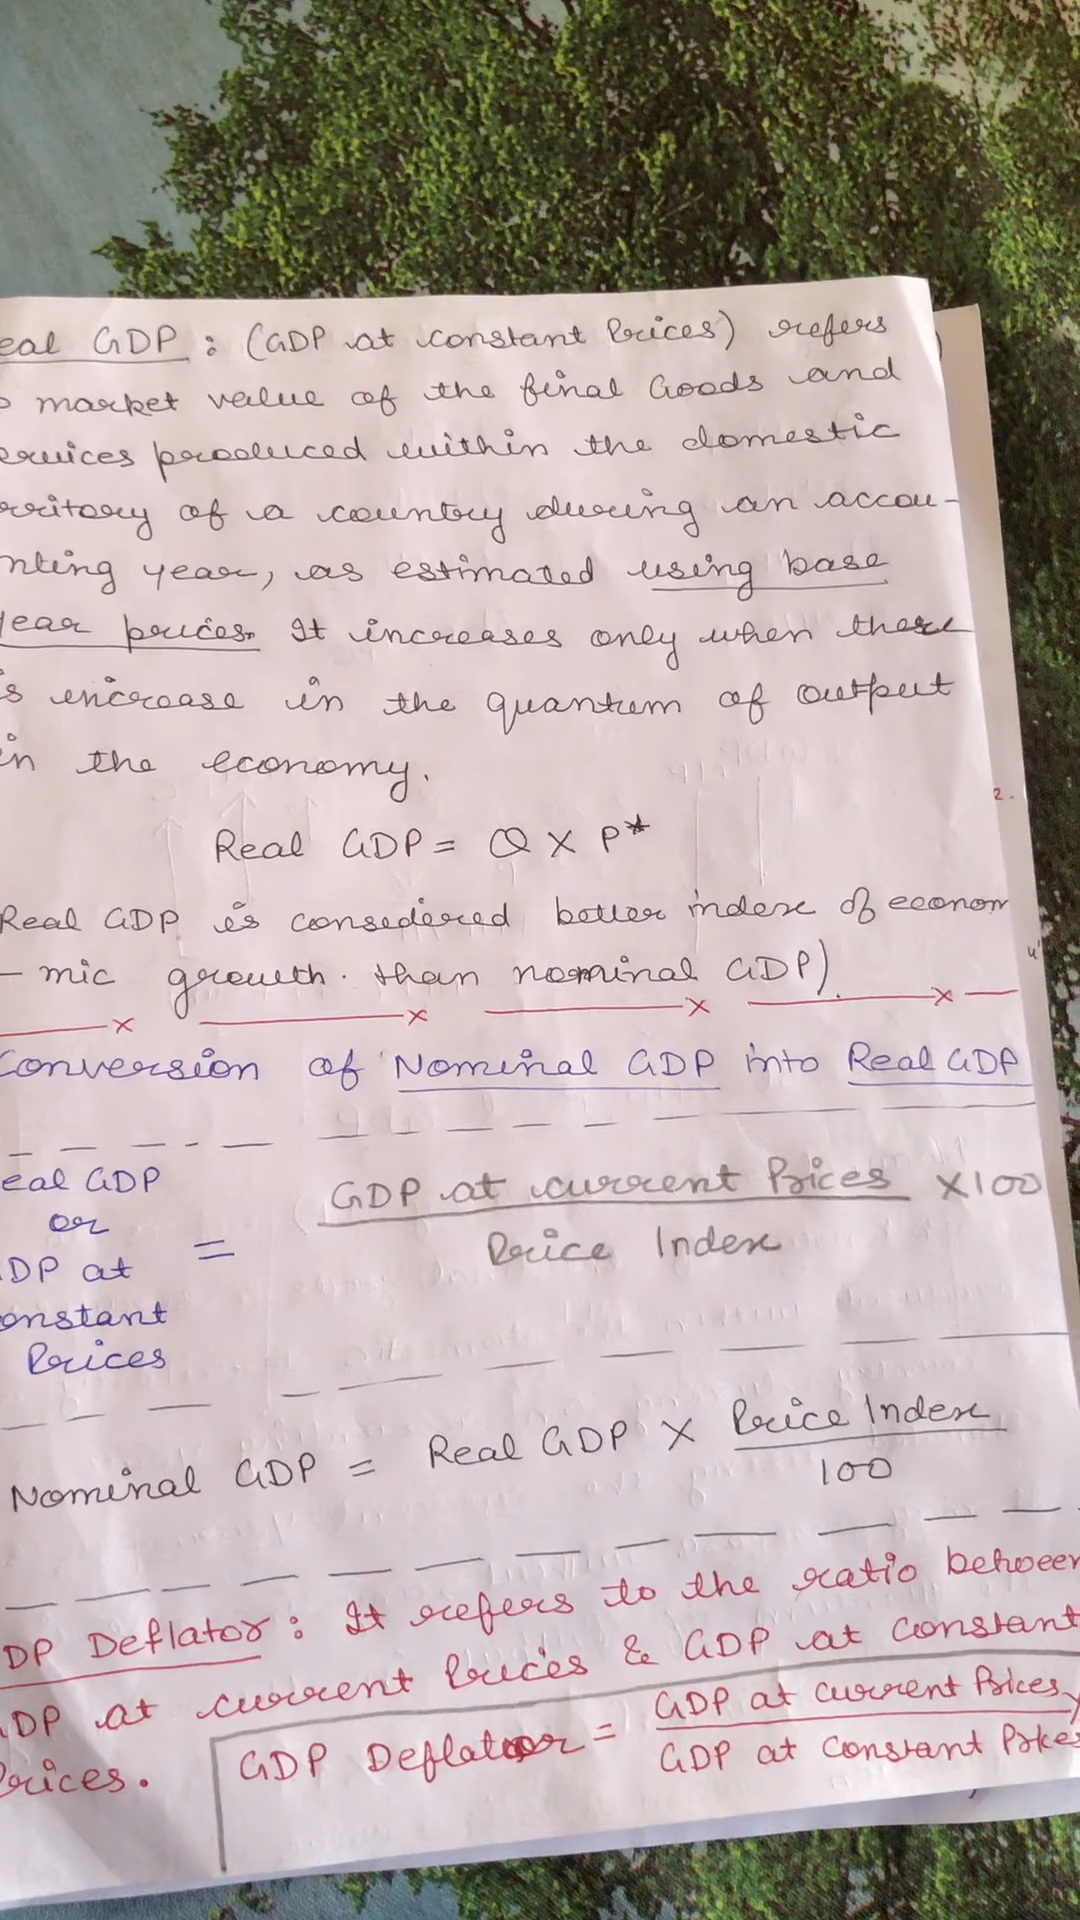 eal GDP : (GDP at constant Prices) refers
o market value of the final Goods and
ervices produced within the domestic
rritory of a country during an accou-
nting year, as estimated using base
year prices. It increases only when there
is increase in the quantum of output
in the economy.
Real GDP = Q X P*
Real GDP is considered better index of econom
- mic growth. than nominal GDP)
Conversion of Nominal GDP into Real GDP
eal GDP
or
DP at
onstant
Prices
=
GDP at current Prices X100
Price Index
Nominal GDP = Real GDP X Price Index
100
DP Deflator : It refers to the ratio between
DP at current Prices & GDP at Constant
Prices.
GDP Deflator = GDP at current Prices
GDP at Constant Prices
2.